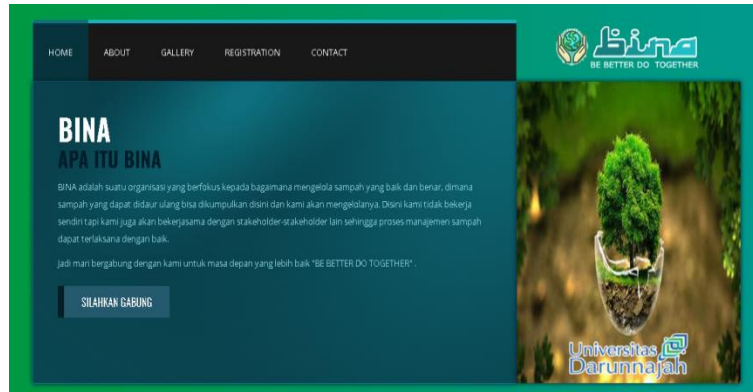 HOME ABOUT GALLERY REGISTRATION CONTACT
bina
BE BETTER DO TOGETHER
BINA
APA ITU BINA
BINA adalah suatu organisasi yang berfokus kepada bagaimana mengelola sampah yang baik dan benar, dimana
sampah yang dapat didaur ulang bisa dikumpulkan disini dan kami akan mengelolanya. Disini kami tidak bekerja
sendiri tapi kami juga akan bekerjasama dengan stakeholder-stakeholder lain sehingga proses manajemen sampah
dapat terlaksana dengan baik.
Jadi mari bergabung dengan kami untuk masa depan yang lebih baik "BE BETTER DO TOGETHER" .
SILAHKAN GABUNG
Universitas
Darunnajah